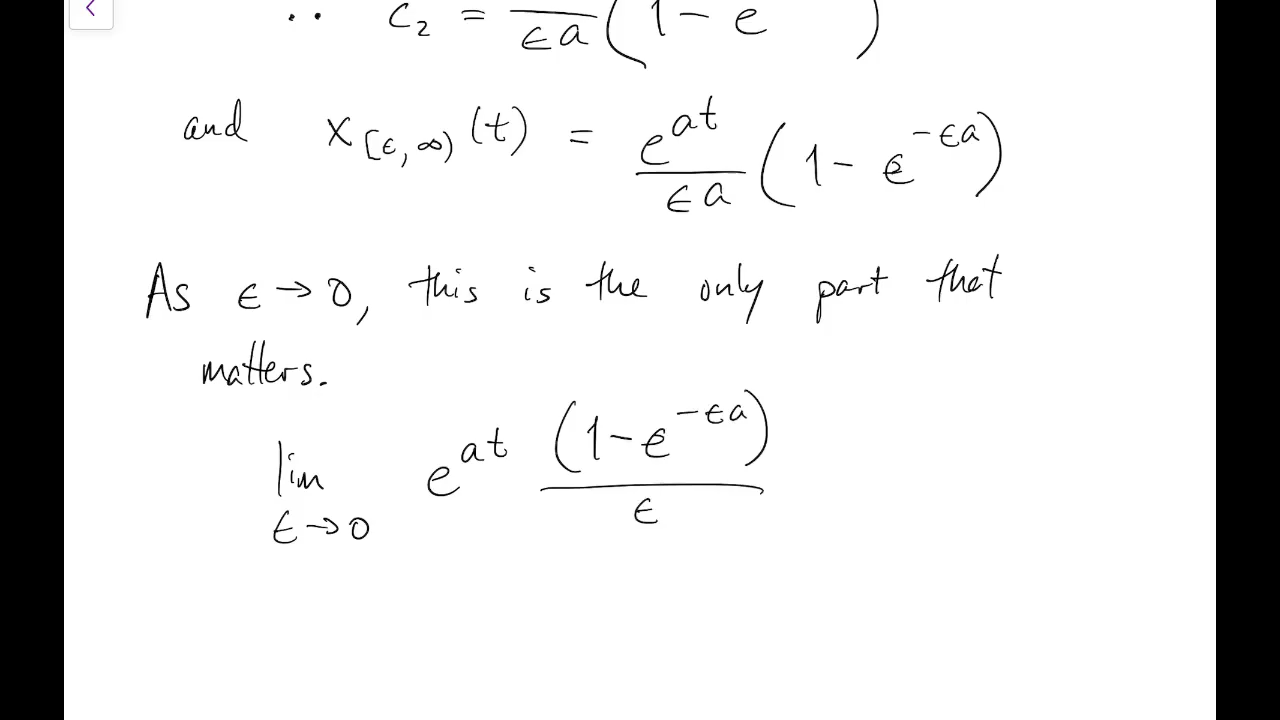 ∴ c₂ = ‾/(εa) (1 − e )
and x_{[ε, ∞)}(t) = e^{at}/(εa) (1 − e^{−εa})
As ε → 0, this is the only part that
matters.
lim_{ε→0} e^{at} (1 − e^{−εa})/ε